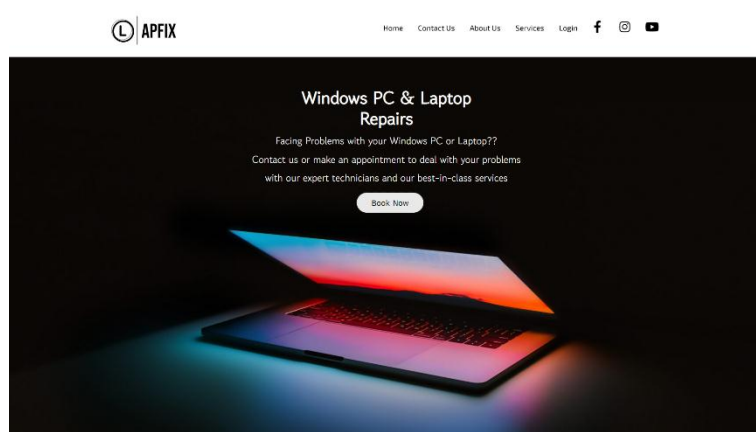 L APFIX
Home Contact Us About Us Services Login
Windows PC & Laptop
Repairs
Facing Problems with your Windows PC or Laptop??
Contact us or make an appointment to deal with your problems
with our expert technicians and our best-in-class services
Book Now